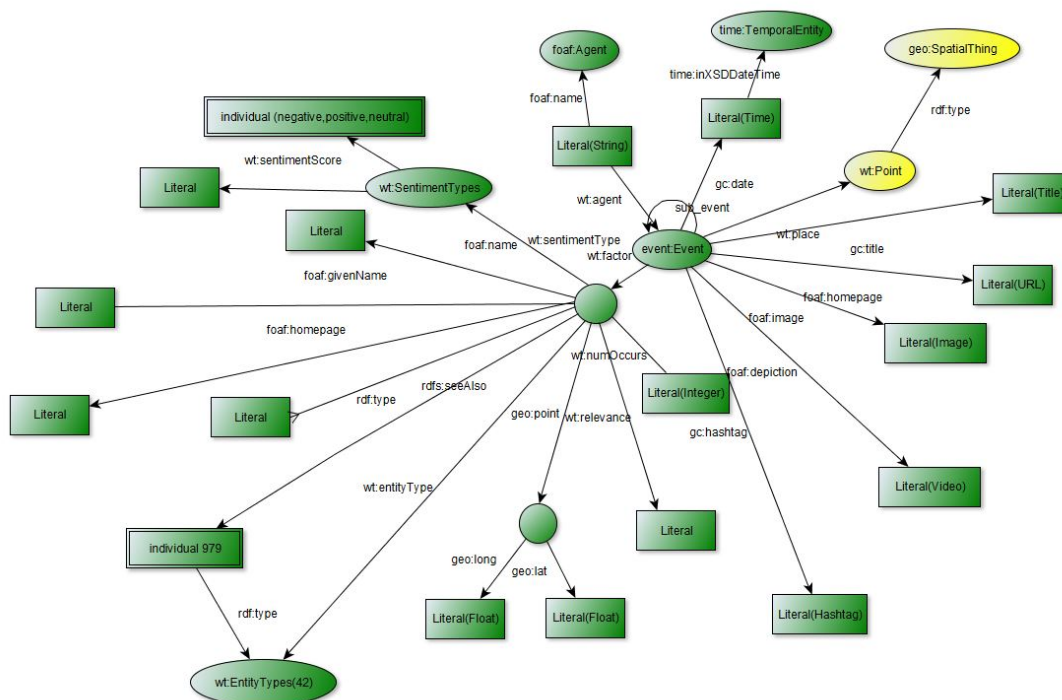 time:TemporalEntity
foaf:Agent
geo:SpatialThing
time:inXSDDateTime
foaf:name
rdf:type
individual (negative,positive,neutral)
Literal(Time)
Literal(String)
wt:sentimentScore
wt:Point
Literal
wt:SentimentTypes
gc:date
Literal(Title)
wt:agent
sub_event
Literal
wt:place
foaf:name
wt:sentimentType
event:Event
gc:title
wt:factor
foaf:givenName
Literal(URL)
foaf:homepage
Literal
foaf:homepage
foaf:image
Literal(Image)
wt:numOccurs
foaf:depiction
rdfs:seeAlso
rdf:type
Literal(Integer)
Literal
Literal
geo:point
wt:relevance
gc:hashtag
wt:entityType
Literal(Video)
individual 979
Literal
geo:long
geo:lat
Literal(Hashtag)
rdf:type
Literal(Float)
Literal(Float)
wt:EntityTypes(42)